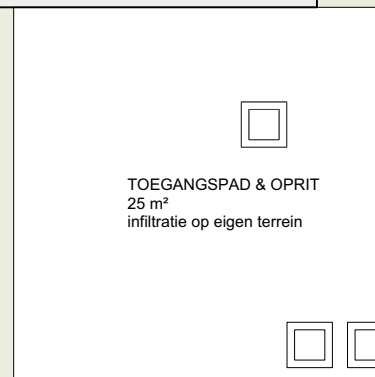 TOEGANGSPAD & OPRIT
25 m²
infiltratie op eigen terrein